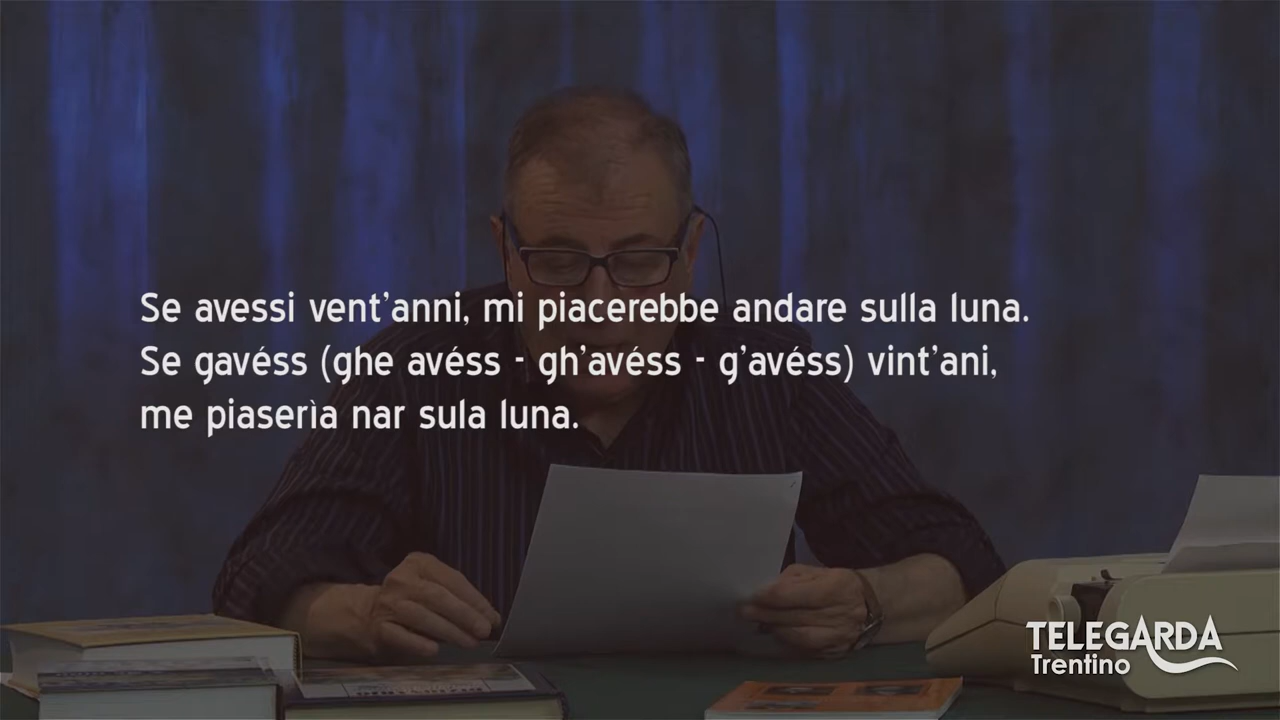 Se avessi vent'anni, mi piacerebbe andare sulla luna.
Se gavéss (ghe avéss - gh'avéss - g'avéss) vint'ani,
me piaserìa nar sula luna.
TELEGARDA
Trentino